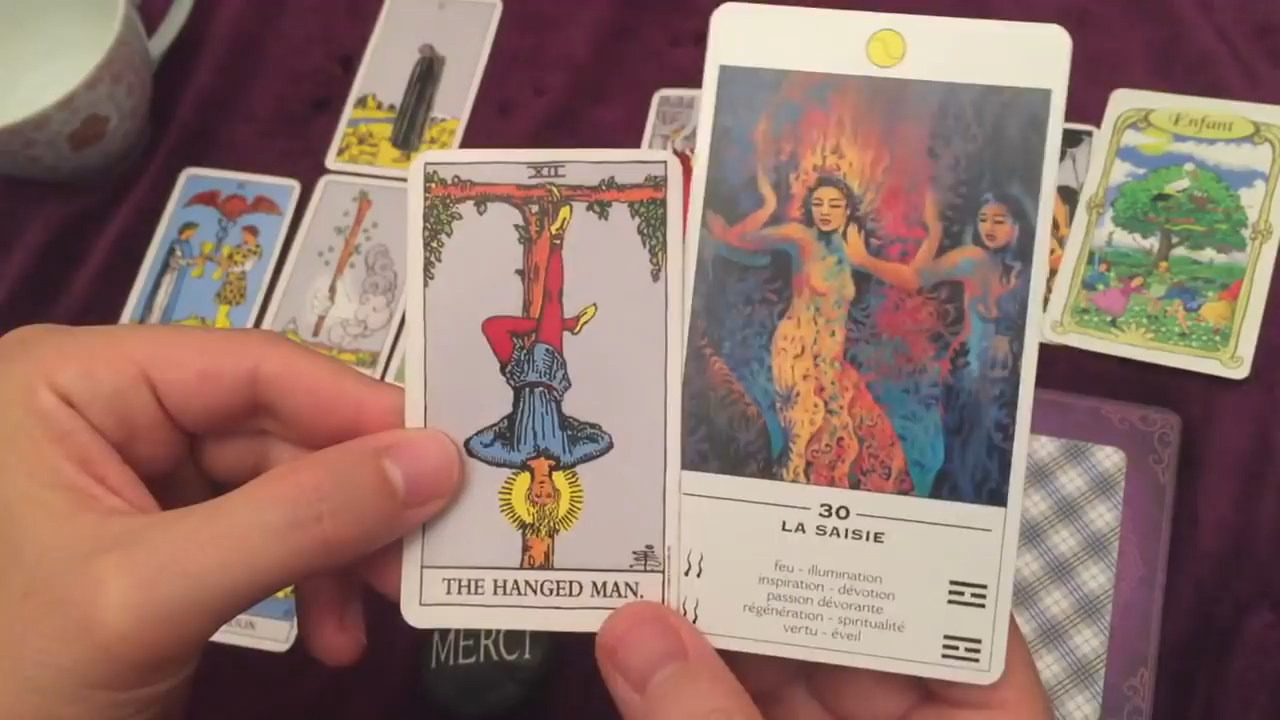 Enfant
XII
THE HANGED MAN.
30
LA SAISIE
feu - illumination
inspiration - dévotion
passion dévorante
régénération - spiritualité
vertu - éveil
MERCI